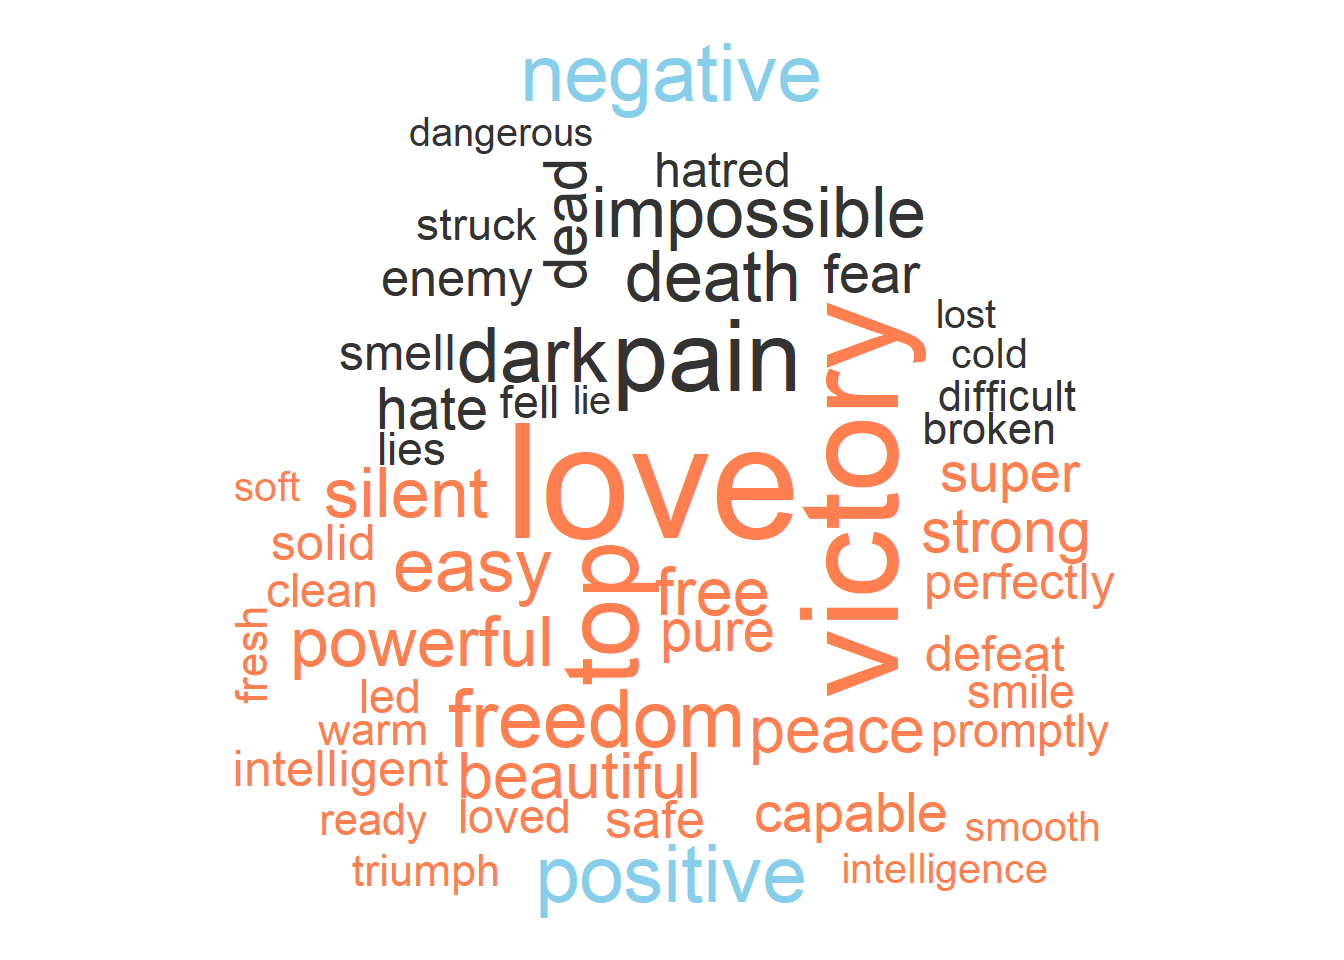 negative
dangerous
hatred
dead
impossible
struck
enemy
death
fear
lost
smell
dark
pain
cold
victory
difficult
hate
fell
lie
broken
lies
love
super
soft
silent
strong
solid
easy
top
free
perfectly
clean
pure
fresh
powerful
defeat
led
smile
warm
freedom
peace
promptly
intelligent
beautiful
ready
loved
safe
capable
smooth
triumph
positive
intelligence